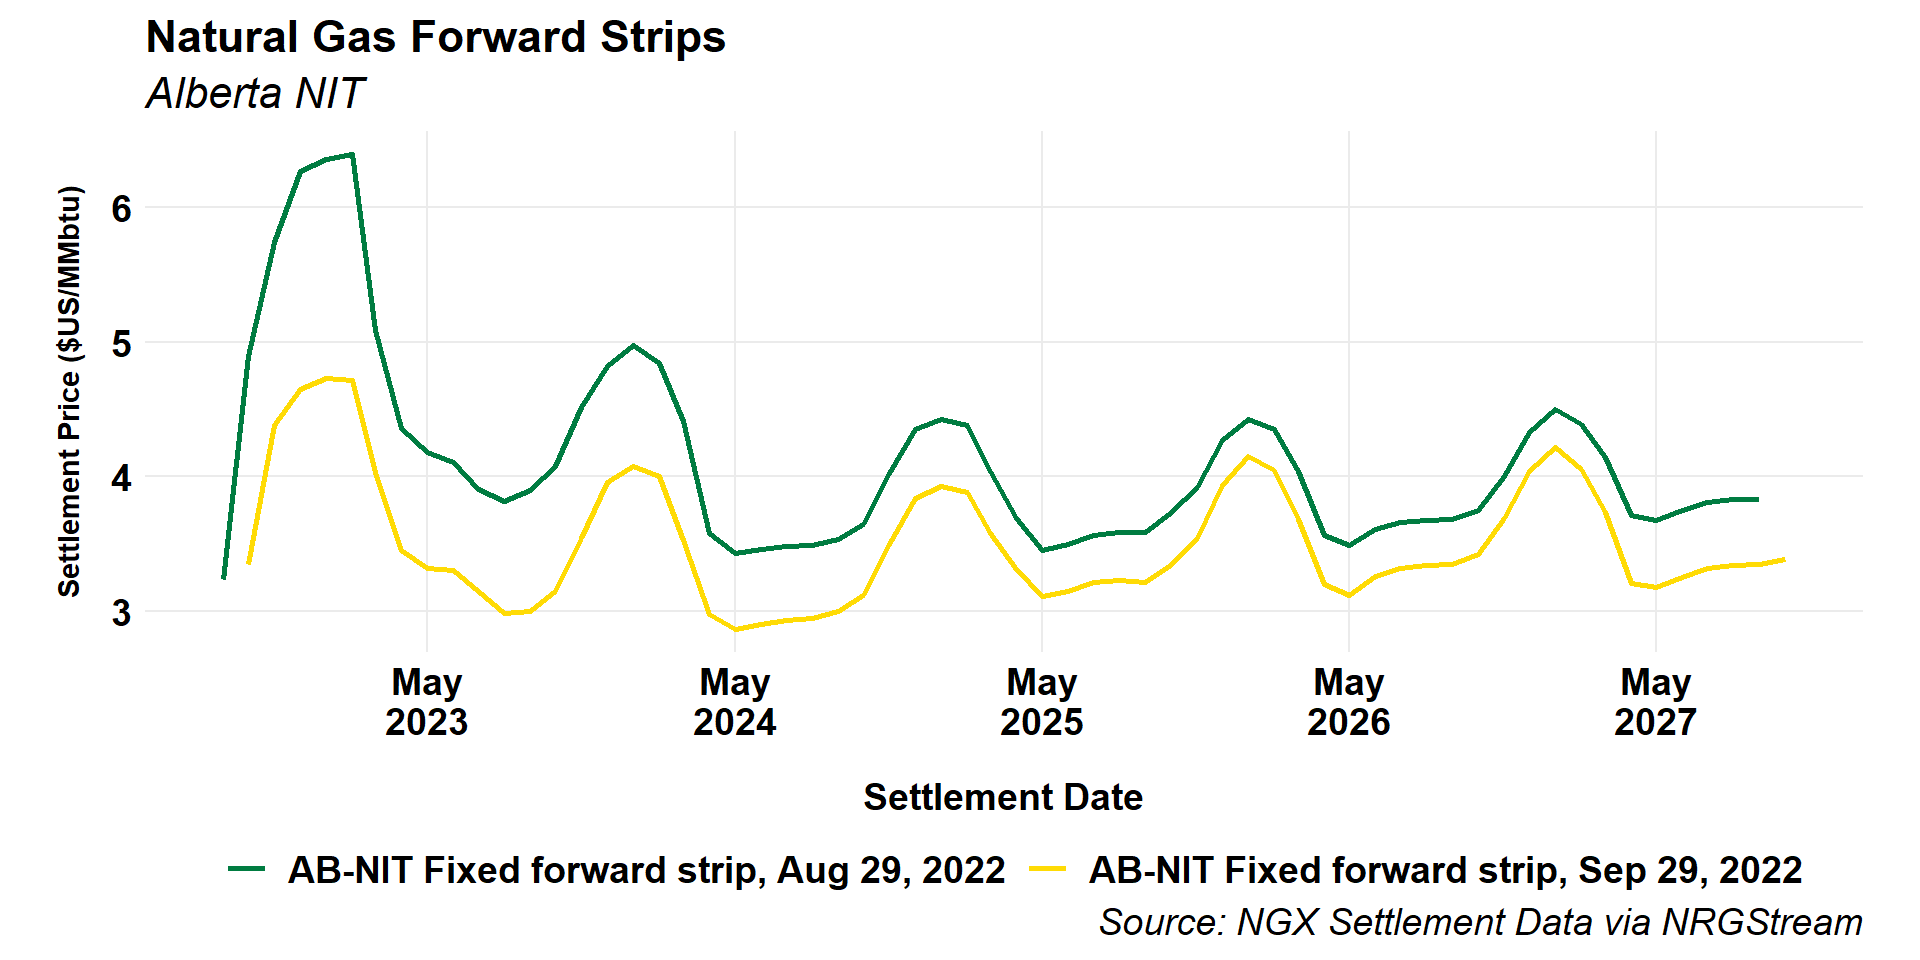 Natural Gas Forward Strips
Alberta NIT
Settlement Price ($US/MMbtu)
6
5
4
3
May
2023
May
2024
May
2025
May
2026
May
2027
Settlement Date
AB-NIT Fixed forward strip, Aug 29, 2022
AB-NIT Fixed forward strip, Sep 29, 2022
Source: NGX Settlement Data via NRGStream